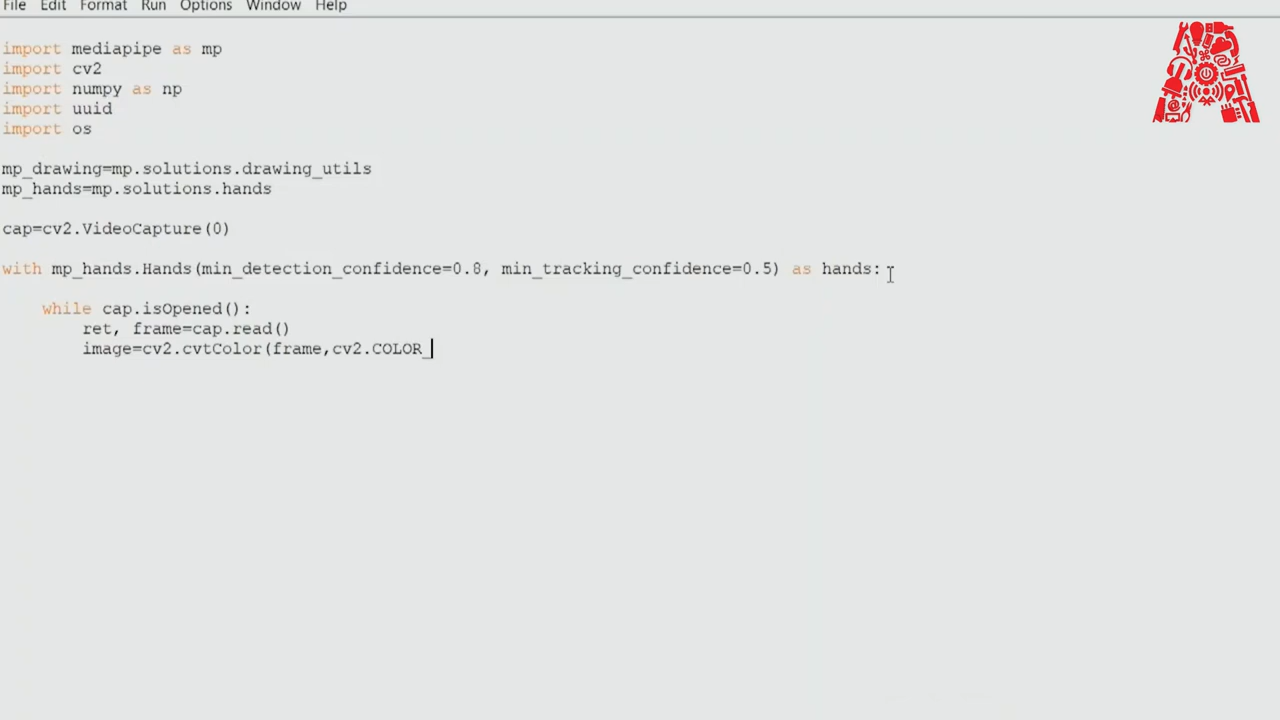 File Edit Format Run Options Window Help
import mediapipe as mp
import cv2
import numpy as np
import uuid
import os
mp_drawing=mp.solutions.drawing_utils
mp_hands=mp.solutions.hands
cap=cv2.VideoCapture(0)
with mp_hands.Hands(min_detection_confidence=0.8, min_tracking_confidence=0.5) as hands:
    while cap.isOpened():
        ret, frame=cap.read()
        image=cv2.cvtColor(frame,cv2.COLOR_